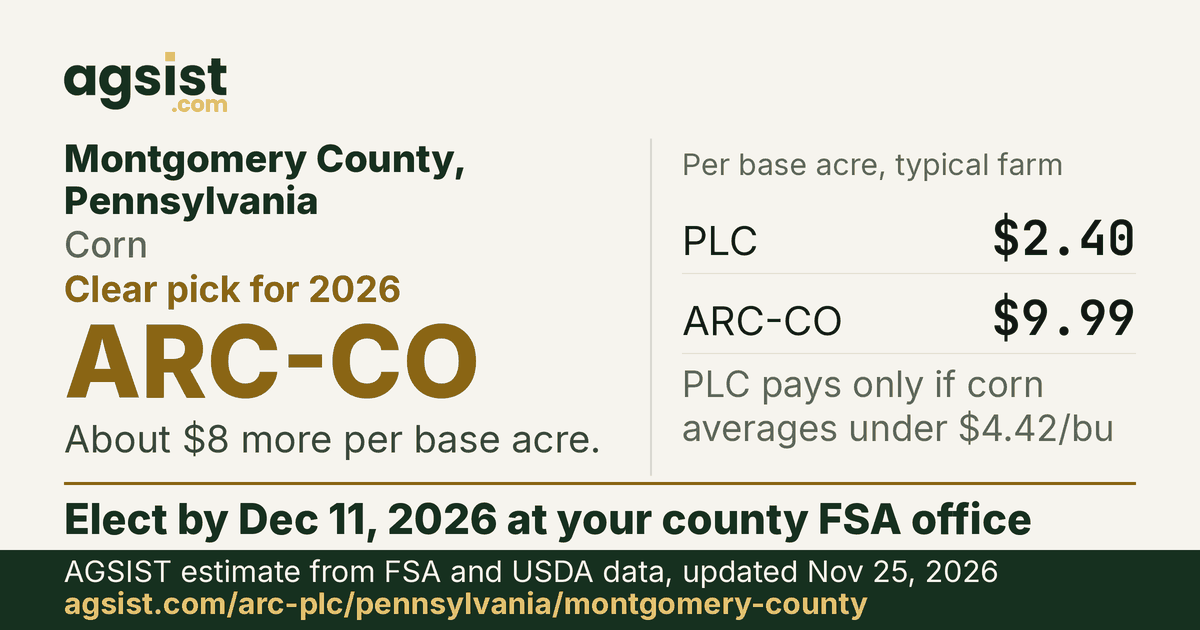 agsist
.com
Montgomery County,
Pennsylvania
Corn
Clear pick for 2026
ARC-CO
About $8 more per base acre.
Per base acre, typical farm
PLC $2.40
ARC-CO $9.99
PLC pays only if corn
averages under $4.42/bu
Elect by Dec 11, 2026 at your county FSA office
AGSIST estimate from FSA and USDA data, updated Nov 25, 2026
agsist.com/arc-plc/pennsylvania/montgomery-county